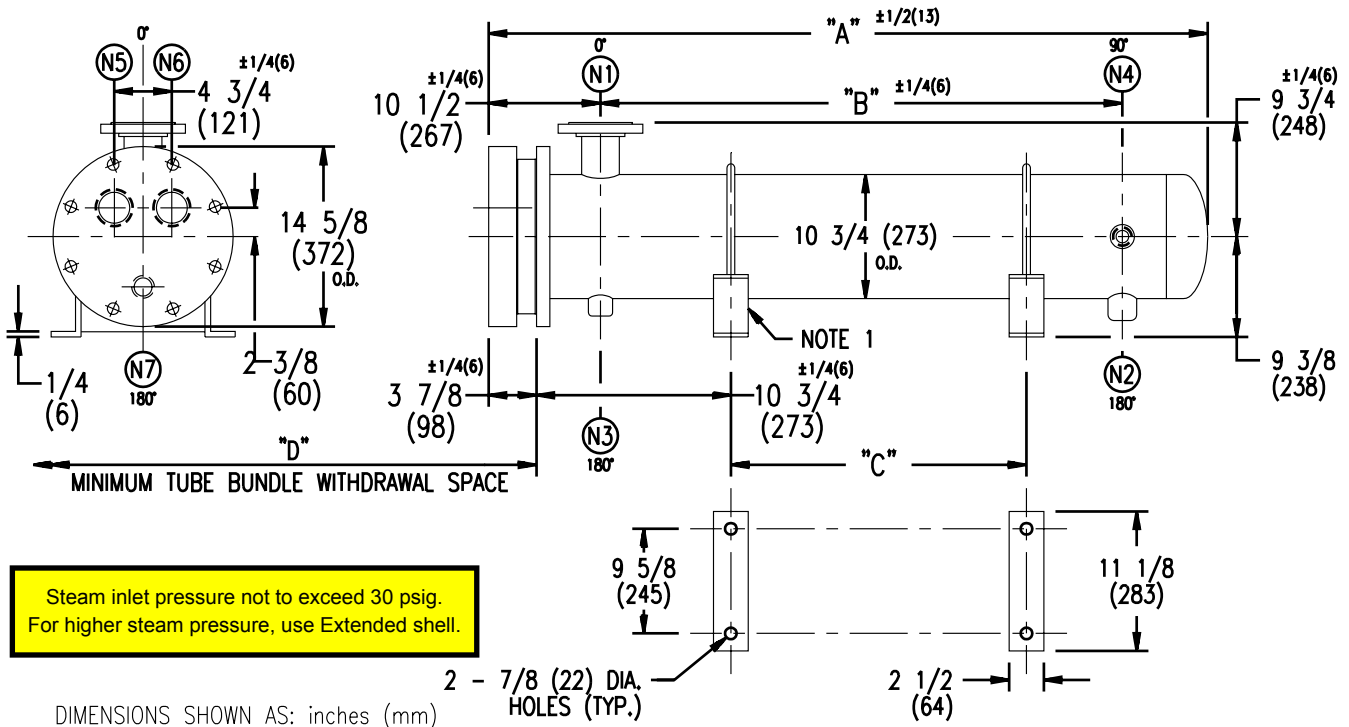 0°
N5 N6
±1/4(6)
4 3/4
(121)
14 5/8
(372)
O.D.
1/4
(6)
N7
180°
2 3/8
(60)
"A" ±1/2(13)
0°
N1
90°
N4
±1/4(6)
10 1/2
(267)
"B" ±1/4(6)
±1/4(6)
9 3/4
(248)
10 3/4 (273)
O.D.
NOTE 1
±1/4(6)
3 7/8
(98)
±1/4(6)
10 3/4
(273)
N3
180°
N2
180°
9 3/8
(238)
"D"
MINIMUM TUBE BUNDLE WITHDRAWAL SPACE
"C"
9 5/8
(245)
11 1/8
(283)
Steam inlet pressure not to exceed 30 psig.
For higher steam pressure, use Extended shell.
2 - 7/8 (22) DIA.
HOLES (TYP.)
2 1/2
(64)
DIMENSIONS SHOWN AS: inches (mm)